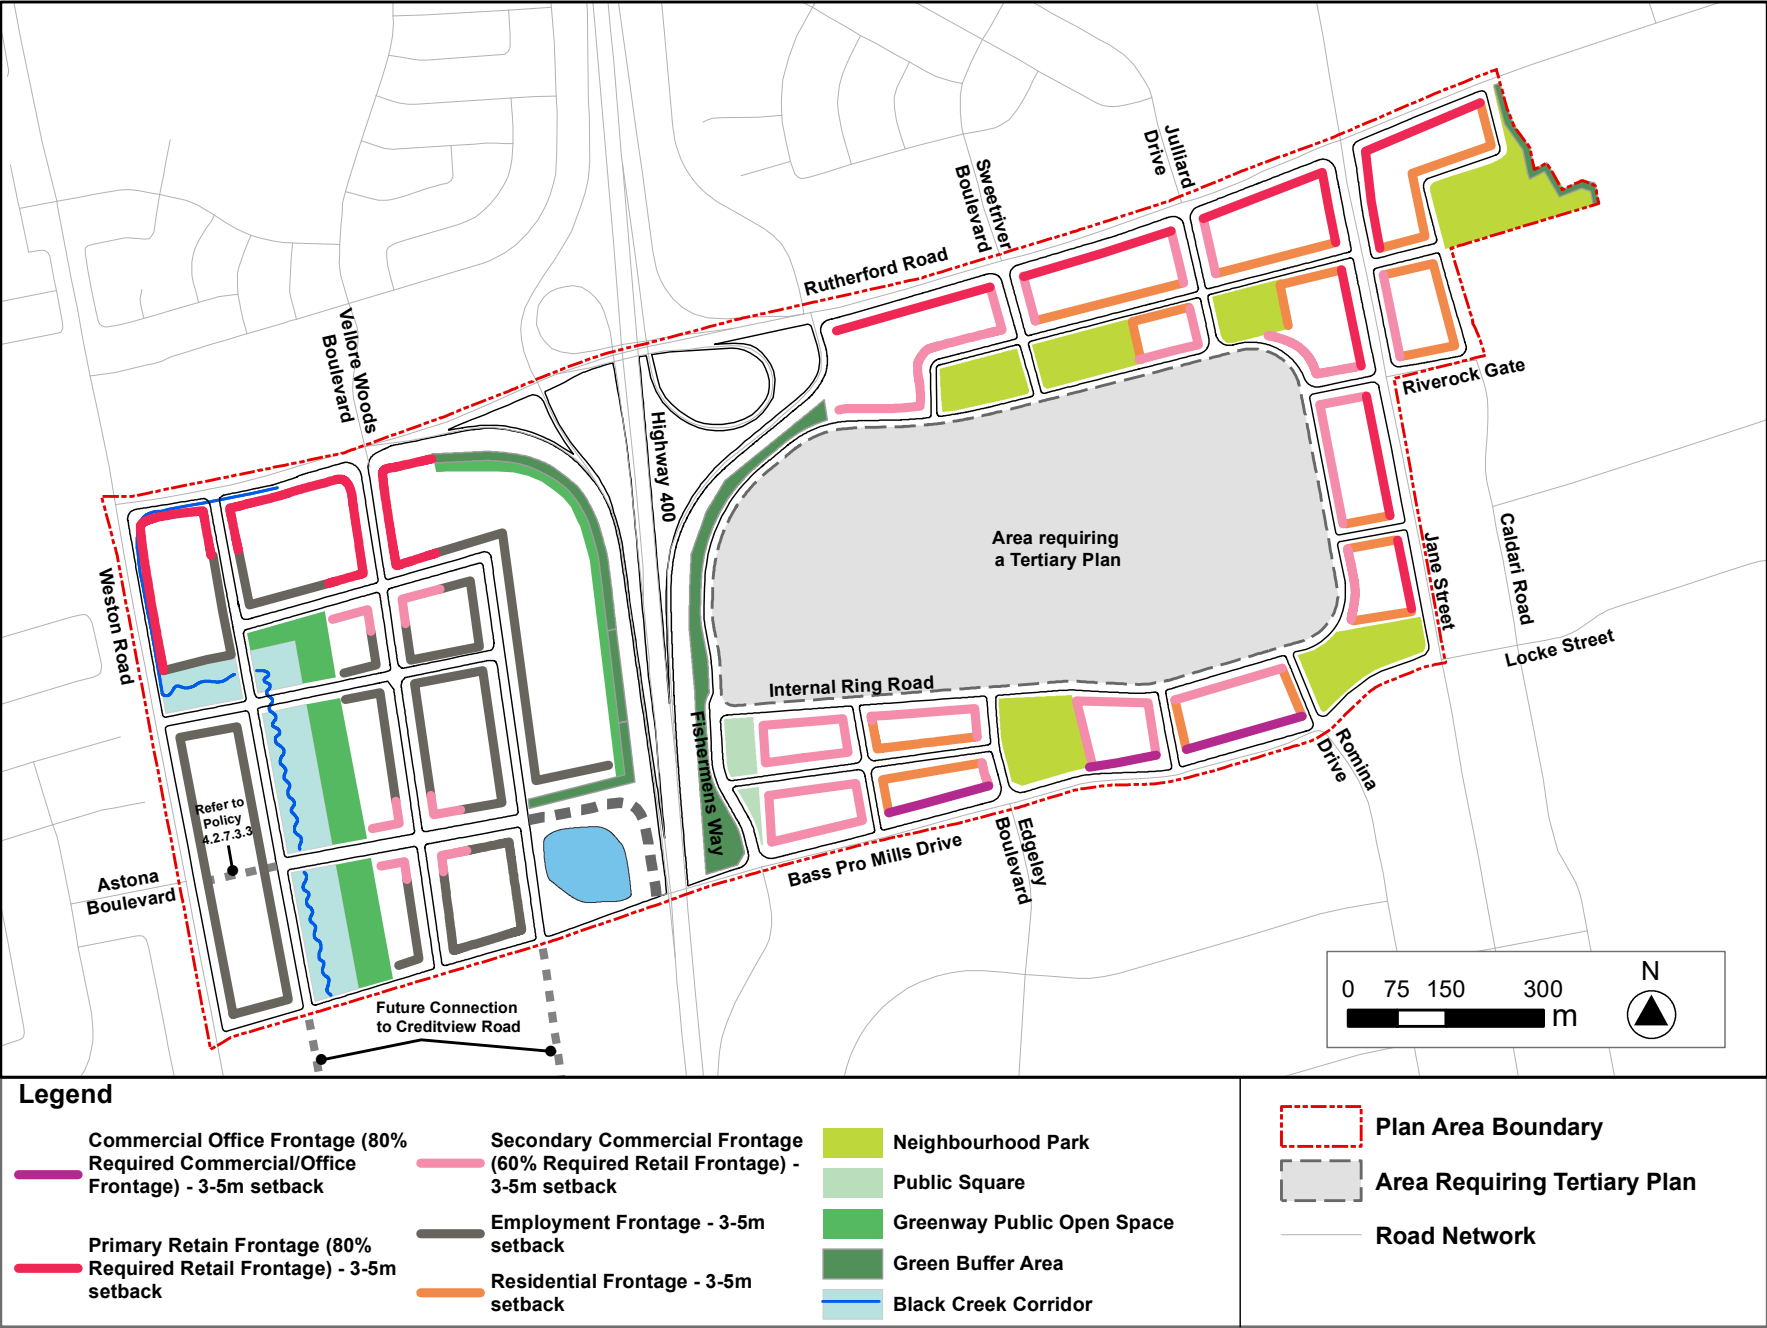 Julliard
Drive
Sweetriver
Boulevard
Rutherford Road
Vellore Woods
Boulevard
Highway 400
Riverock Gate
Area requiring
a Tertiary Plan
Caldari Road
Jane Street
Weston Road
Locke Street
Internal Ring Road
Fishermens Way
Romina
Drive
Refer to
Policy
4.2.7.3.3
Astona
Boulevard
Bass Pro Mills Drive
Edgeley
Boulevard
Future Connection
to Creditview Road
N
0 75 150 300
m
Legend
Commercial Office Frontage (80%
Required Commercial/Office
Frontage) - 3-5m setback
Primary Retain Frontage (80%
Required Retail Frontage) - 3-5m
setback
Secondary Commercial Frontage
(60% Required Retail Frontage) -
3-5m setback
Employment Frontage - 3-5m
setback
Residential Frontage - 3-5m
setback
Neighbourhood Park
Public Square
Greenway Public Open Space
Green Buffer Area
Black Creek Corridor
Plan Area Boundary
Area Requiring Tertiary Plan
Road Network